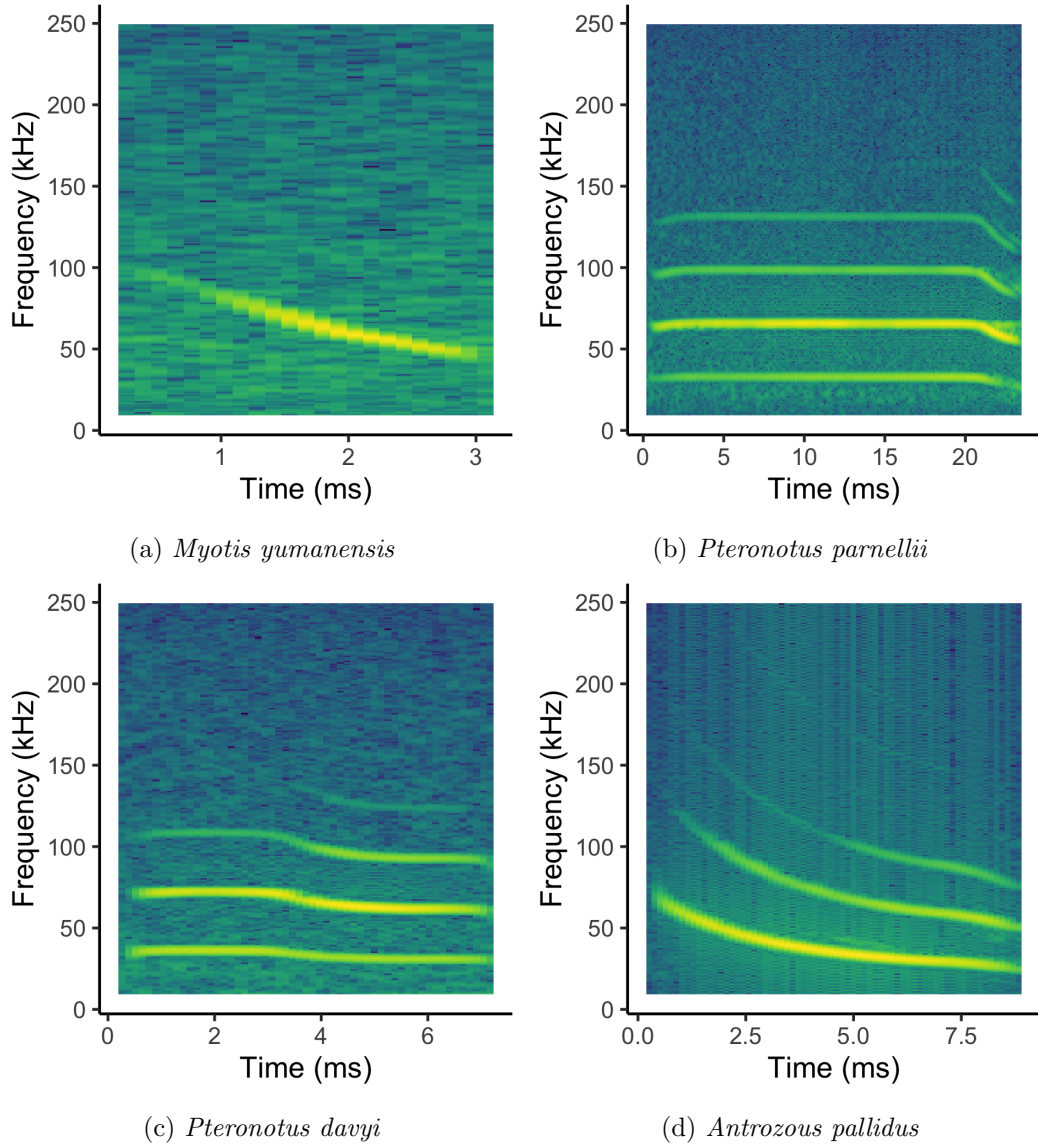 250
200
150
100
50
0
Frequency (kHz)
1 2 3
Time (ms)
(a) Myotis yumanensis
250
200
150
100
50
0
Frequency (kHz)
0 5 10 15 20
Time (ms)
(b) Pteronotus parnellii
250
200
150
100
50
0
Frequency (kHz)
0 2 4 6
Time (ms)
(c) Pteronotus davyi
250
200
150
100
50
0
Frequency (kHz)
0.0 2.5 5.0 7.5
Time (ms)
(d) Antrozous pallidus